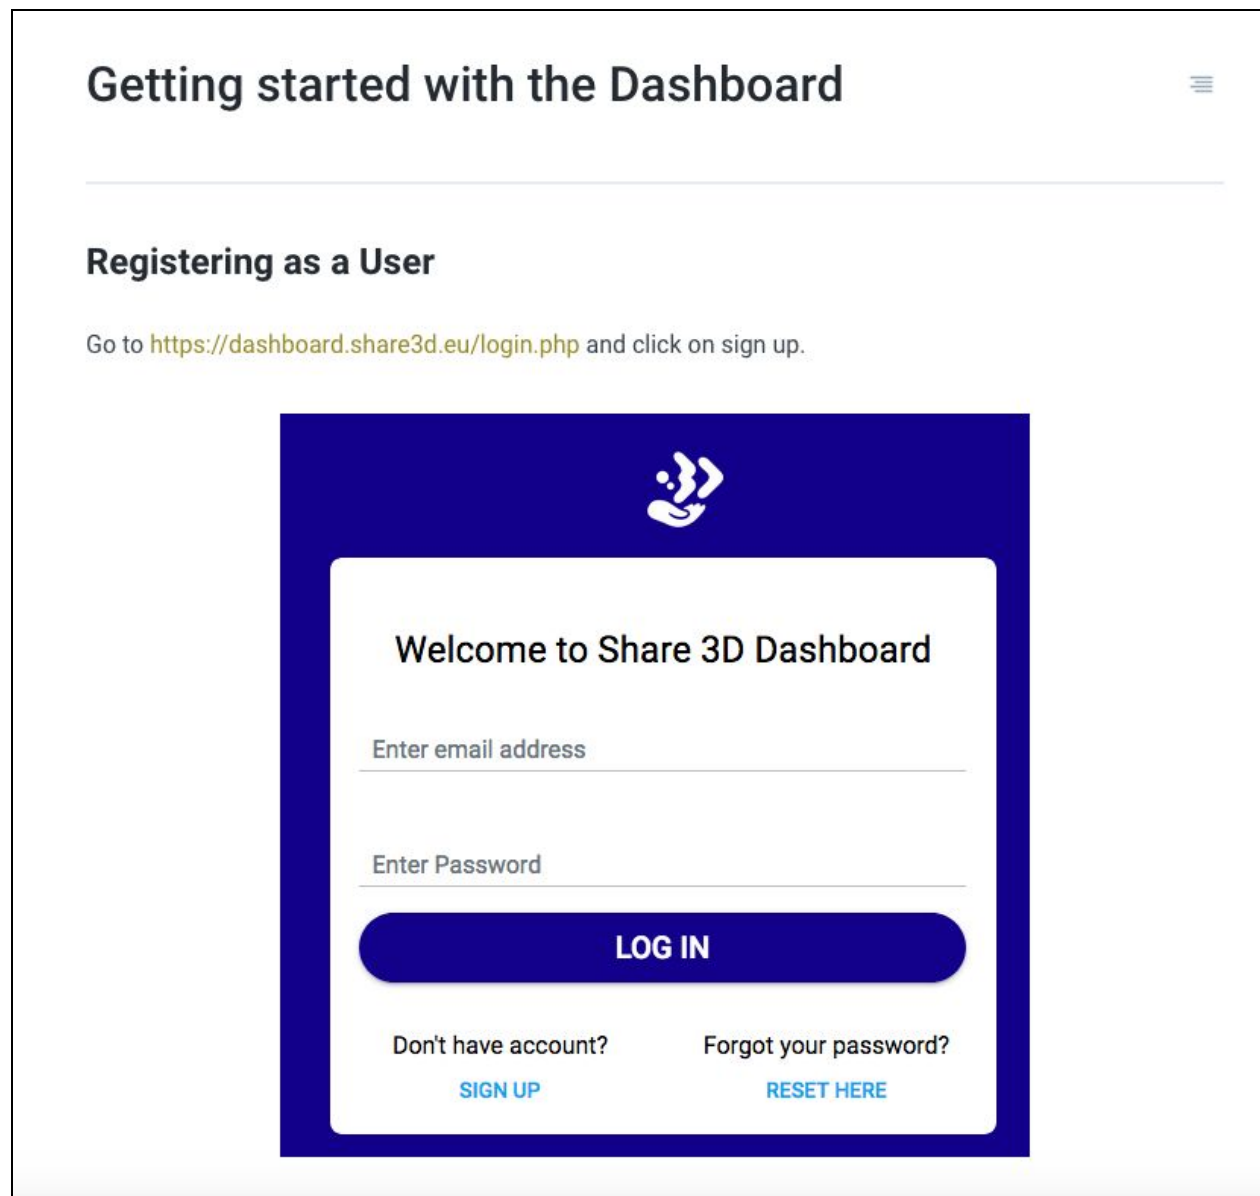 Getting started with the Dashboard
Registering as a User
Go to https://dashboard.share3d.eu/login.php and click on sign up.
Welcome to Share 3D Dashboard
Enter email address
Enter Password
LOG IN
Don't have account?
Forgot your password?
SIGN UP
RESET HERE